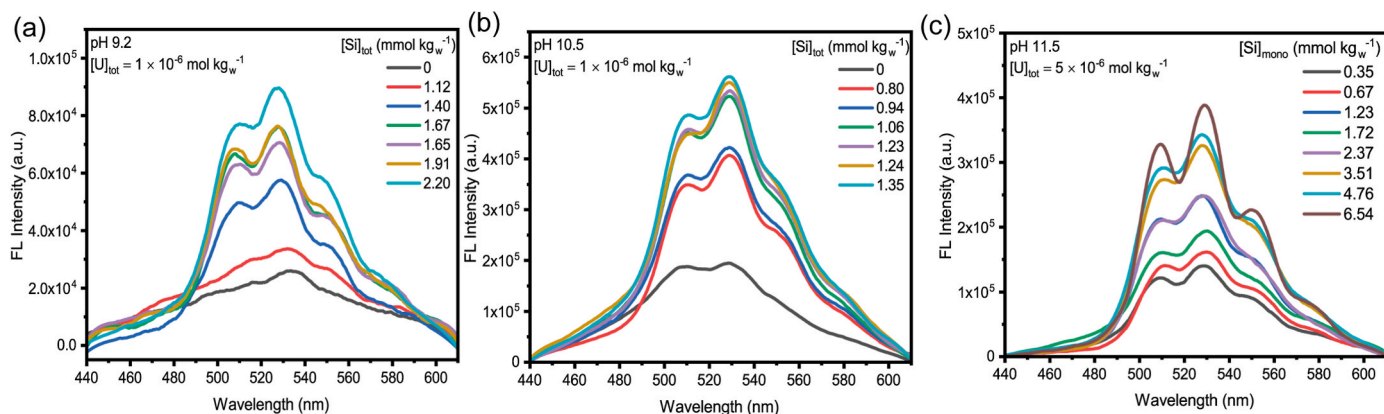 (a)
pH 9.2
[U]tot = 1 × 10⁻⁶ mol kgw⁻¹
[Si]tot (mmol kgw⁻¹)
0
1.12
1.40
1.67
1.65
1.91
2.20
FL Intensity (a.u.)
1.0x10⁵
8.0x10⁴
6.0x10⁴
4.0x10⁴
2.0x10⁴
0.0
440 460 480 500 520 540 560 580 600
Wavelength (nm)
(b)
pH 10.5
[U]tot = 1 × 10⁻⁶ mol kgw⁻¹
[Si]tot (mmol kgw⁻¹)
0
0.80
0.94
1.06
1.23
1.24
1.35
FL Intensity (a.u.)
6x10⁵
5x10⁵
4x10⁵
3x10⁵
2x10⁵
1x10⁵
0
440 460 480 500 520 540 560 580 600
Wavelength (nm)
(c)
pH 11.5
[U]tot = 5 × 10⁻⁶ mol kgw⁻¹
[Si]mono (mmol kgw⁻¹)
0.35
0.67
1.23
1.72
2.37
3.51
4.76
6.54
FL Intensity (a.u.)
5x10⁵
4x10⁵
3x10⁵
2x10⁵
1x10⁵
0
440 460 480 500 520 540 560 580 600
Wavelength (nm)